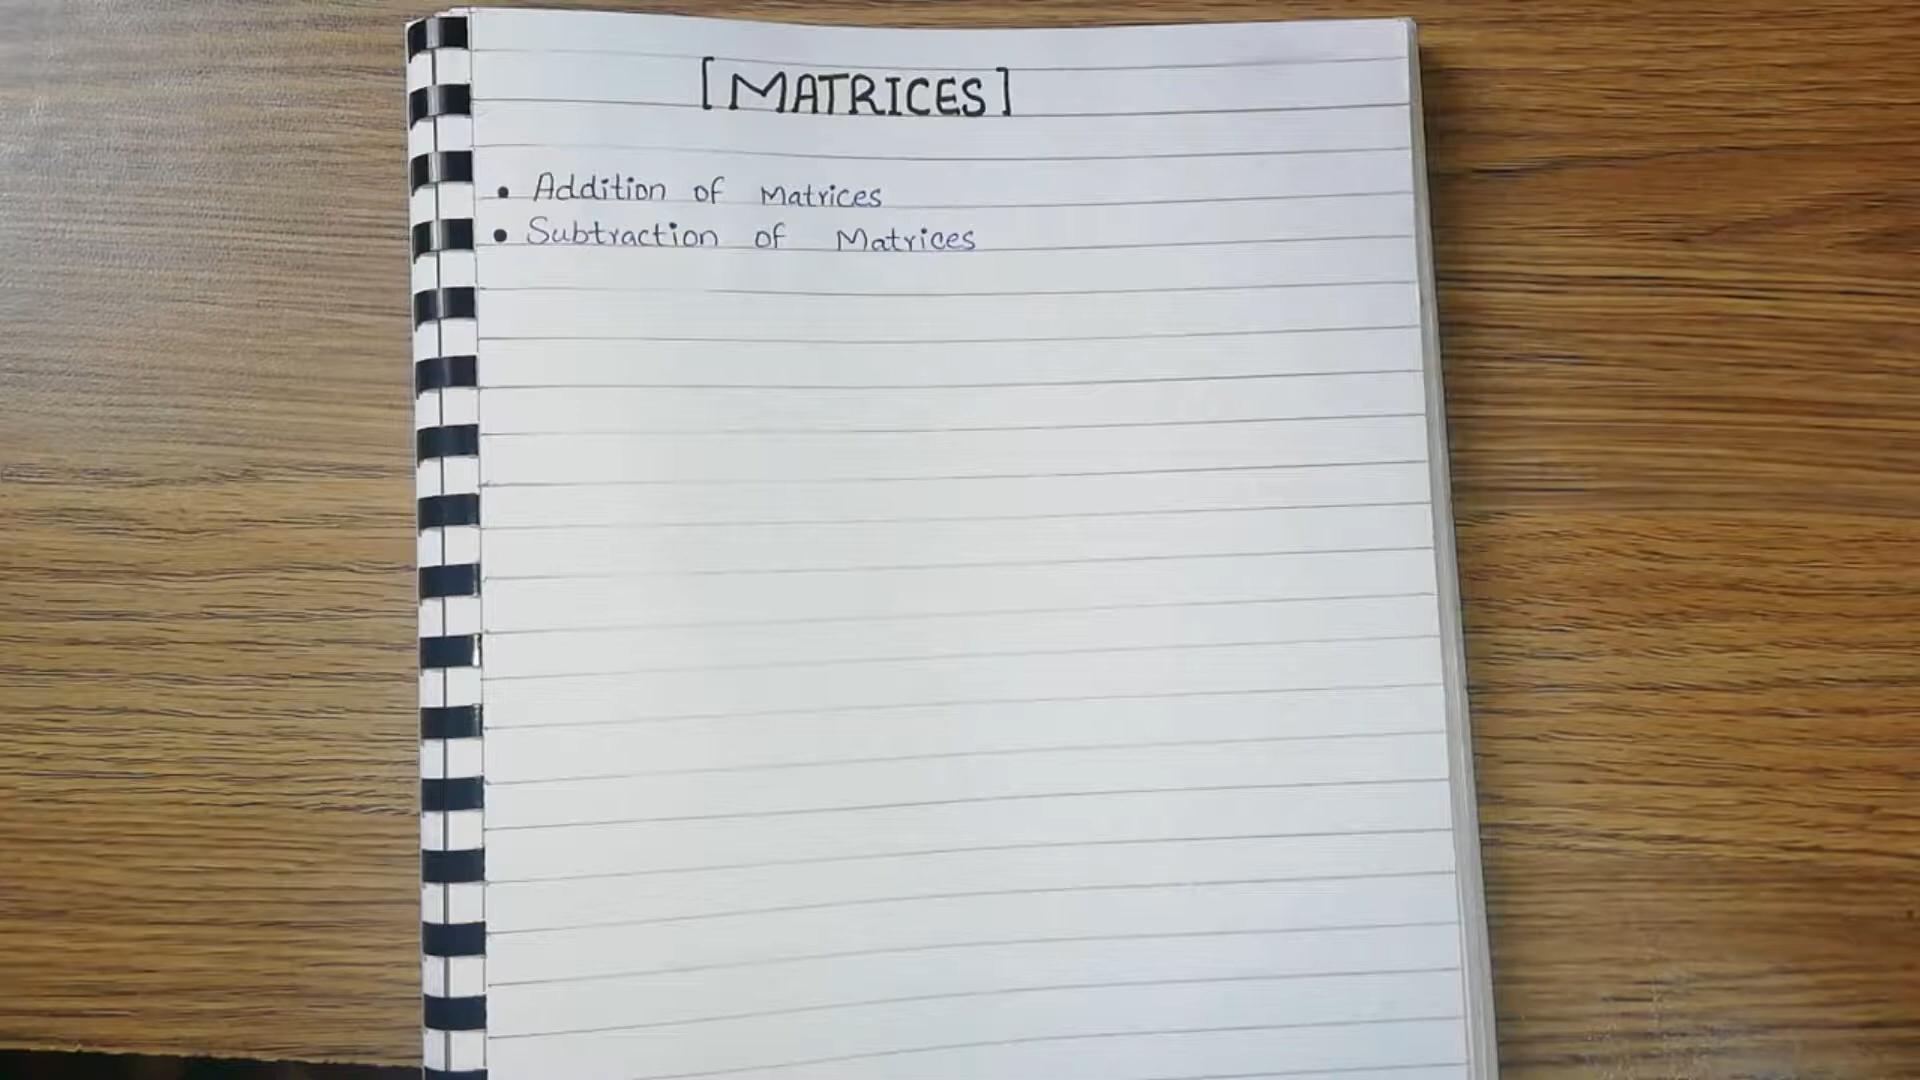 [MATRICES]
• Addition of Matrices
• Subtraction of Matrices